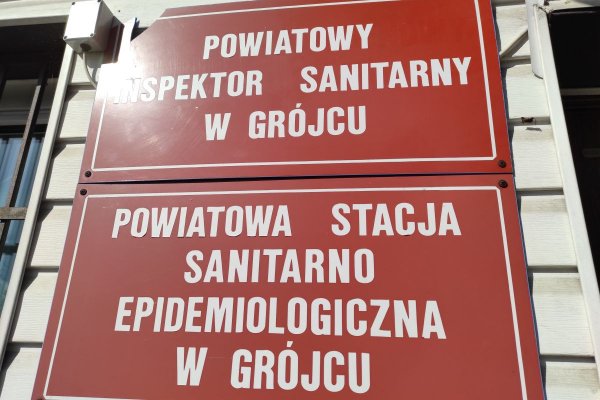 POWIATOWY
INSPEKTOR SANITARNY
W GRÓJCU
POWIATOWA STACJA
SANITARNO
EPIDEMIOLOGICZNA
W GRÓJCU